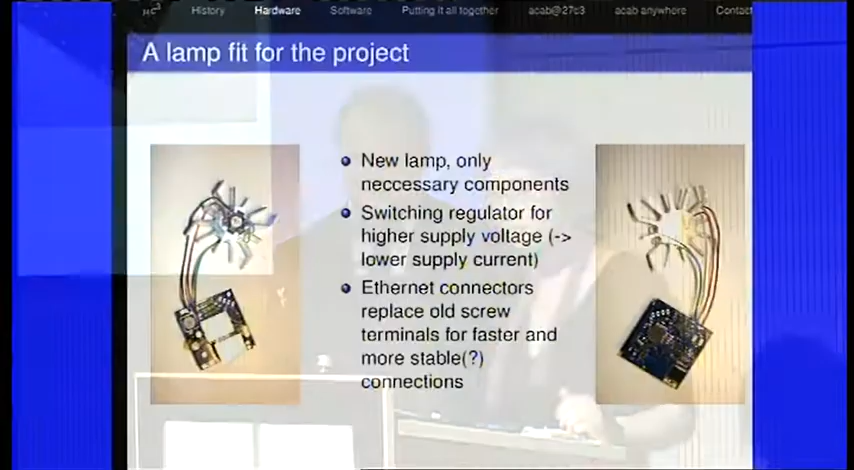 μc³
History
Hardware
Software
Putting it all together
acab@27c3
acab anywhere
Contact
A lamp fit for the project
New lamp, only
neccessary components
Switching regulator for
higher supply voltage (->
lower supply current)
Ethernet connectors
replace old screw
terminals for faster and
more stable(?)
connections